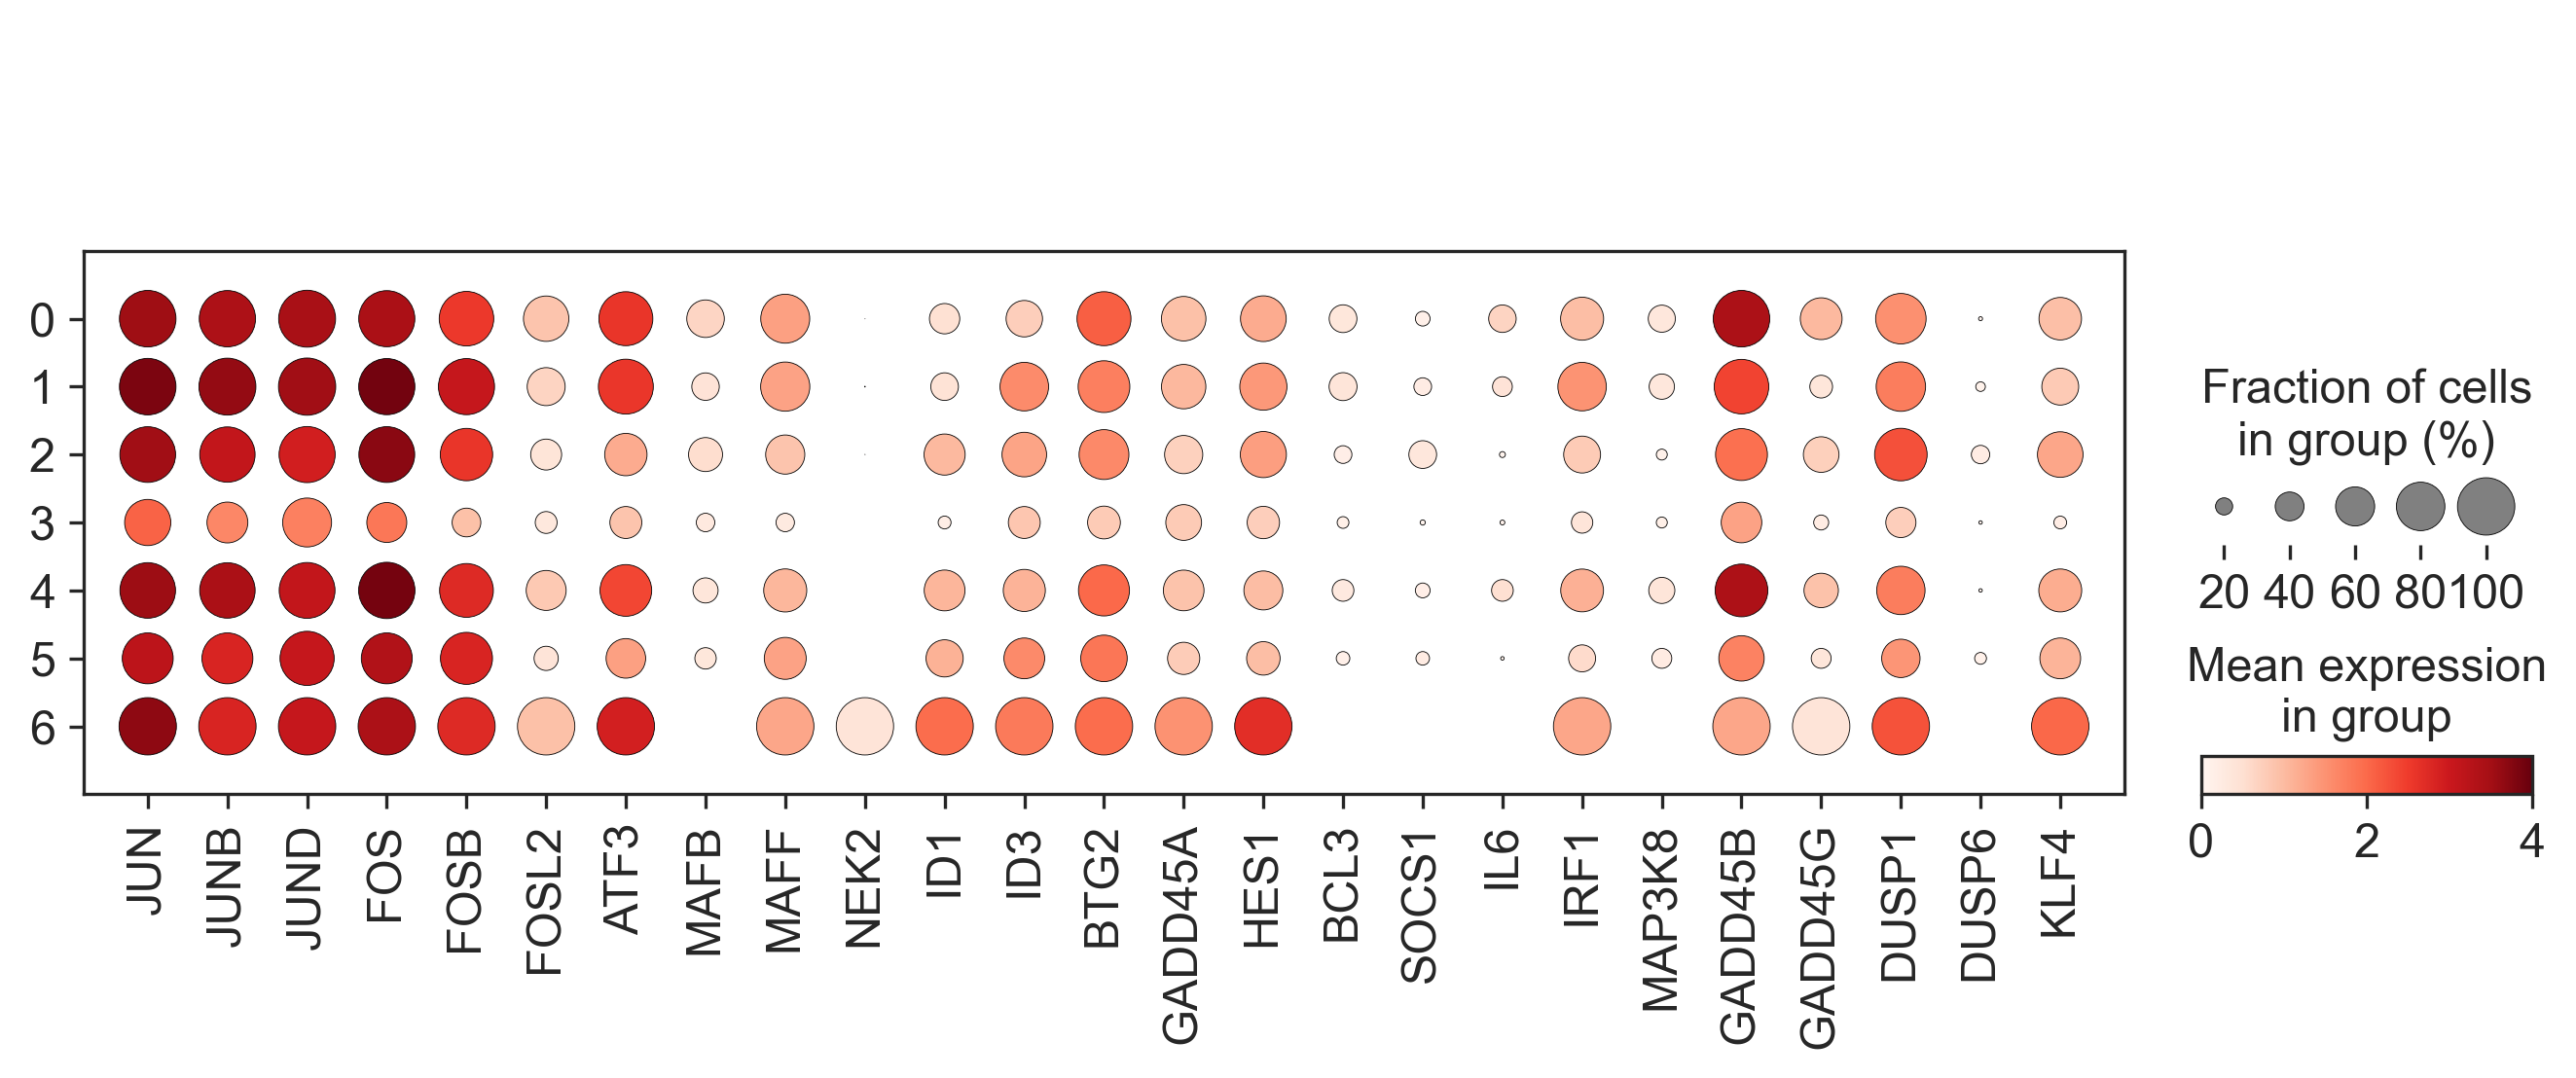 0
1
2
3
4
5
6
JUN
JUNB
JUND
FOS
FOSB
FOSL2
ATF3
MAFB
MAFF
NEK2
ID1
ID3
BTG2
GADD45A
HES1
BCL3
SOCS1
IL6
IRF1
MAP3K8
GADD45B
GADD45G
DUSP1
DUSP6
KLF4
Fraction of cells
in group (%)
20 40 60 80 100
Mean expression
in group
0 2 4